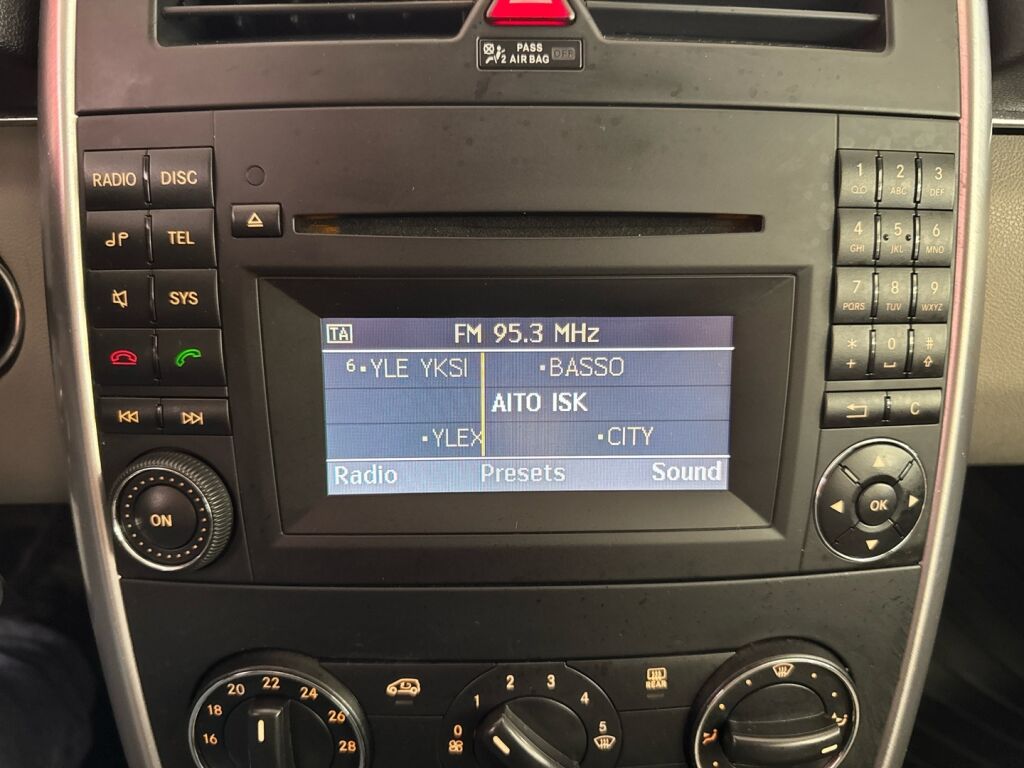 PASS
2 AIR BAG OFF
RADIO DISC
TEL
SYS
ON
1 2 3
O_O ABC DEF
4 5 6
GHI JKL MNO
7 8 9
PQRS TUV WXYZ
* 0 #
+
C
OK
TA FM 95.3 MHz
6 YLE YKSI BASSO
AITO ISK
YLEX CITY
Radio Presets Sound
16 18 20 22 24 26 28
0 1 2 3 4 5
REAR